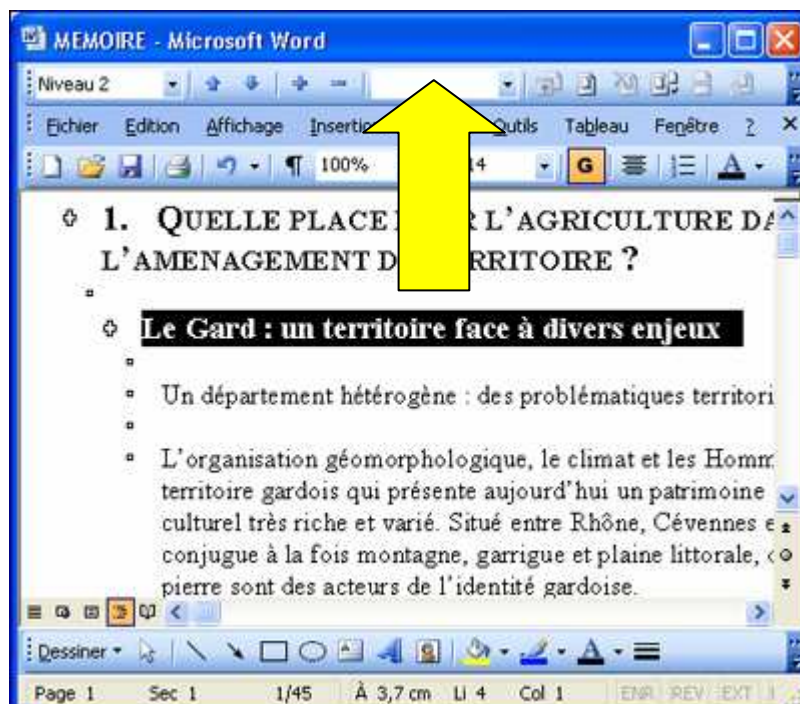 MEMOIRE - Microsoft Word
Niveau 2
Fichier Edition Affichage Outils Tableau Fenêtre ?
100% 14 G A
1. QUELLE PLACE L'AGRICULTURE
L'AMENAGEMENT ?
Le Gard : un territoire face à divers enjeux
Un département hétérogène : des problématiques
L'organisation géomorphologique, le climat et les
territoire gardois qui présente aujourd'hui un patrimoine
culturel très riche et varié. Situé entre Rhône, Cévennes
conjugue à la fois montagne, garrigue et plaine littorale,
pierre sont des acteurs de l'identité gardoise.
Dessiner A
Page 1 Sec 1 1/45 À 3,7 cm Li 4 Col 1 ENR REV EXT